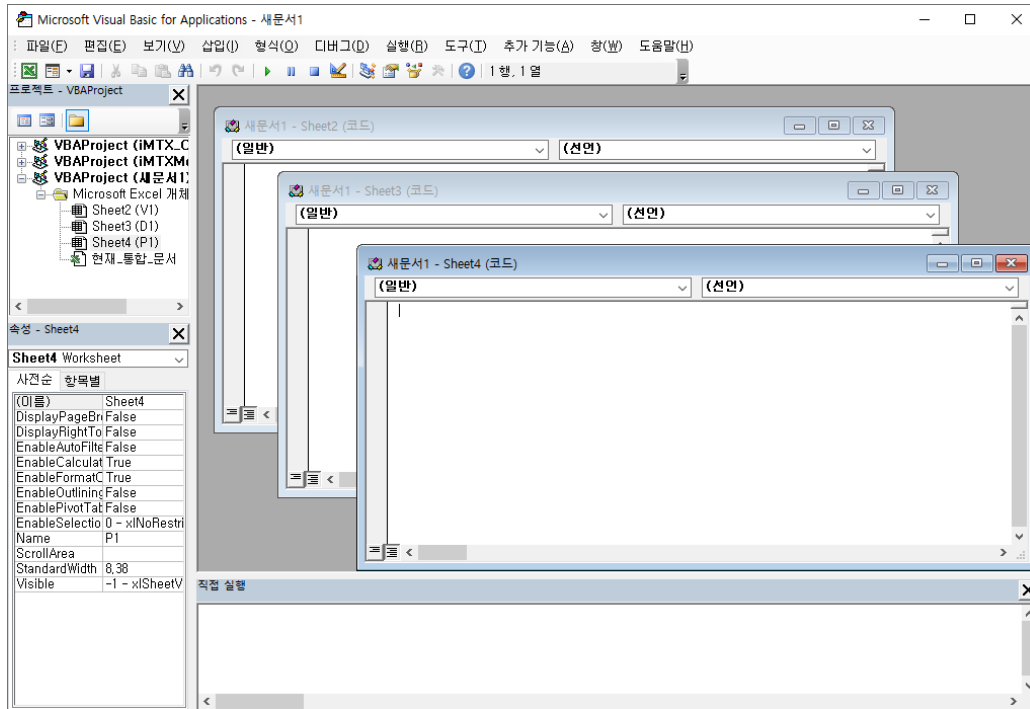 Microsoft Visual Basic for Applications - 새문서1
파일(F) 편집(E) 보기(V) 삽입(I) 형식(O) 디버그(D) 실행(R) 도구(T) 추가 기능(A) 창(W) 도움말(H)
1 행, 1 열
프로젝트 - VBAProject
VBAProject (iMTX_C
VBAProject (iMTXM
VBAProject (새문서1)
Microsoft Excel 개체
Sheet2 (V1)
Sheet3 (D1)
Sheet4 (P1)
현재_통합_문서
속성 - Sheet4
Sheet4 Worksheet
사전순 항목별
(이름) Sheet4
DisplayPageBr False
DisplayRightTo False
EnableAutoFilte False
EnableCalculat True
EnableFormatC True
EnableOutlining False
EnablePivotTab False
EnableSelectio 0 - xlNoRestri
Name P1
ScrollArea
StandardWidth 8,38
Visible -1 - xlSheetV
새문서1 - Sheet2 (코드)
(일반) (선언)
새문서1 - Sheet3 (코드)
(일반) (선언)
새문서1 - Sheet4 (코드)
(일반) (선언)
직접 실행